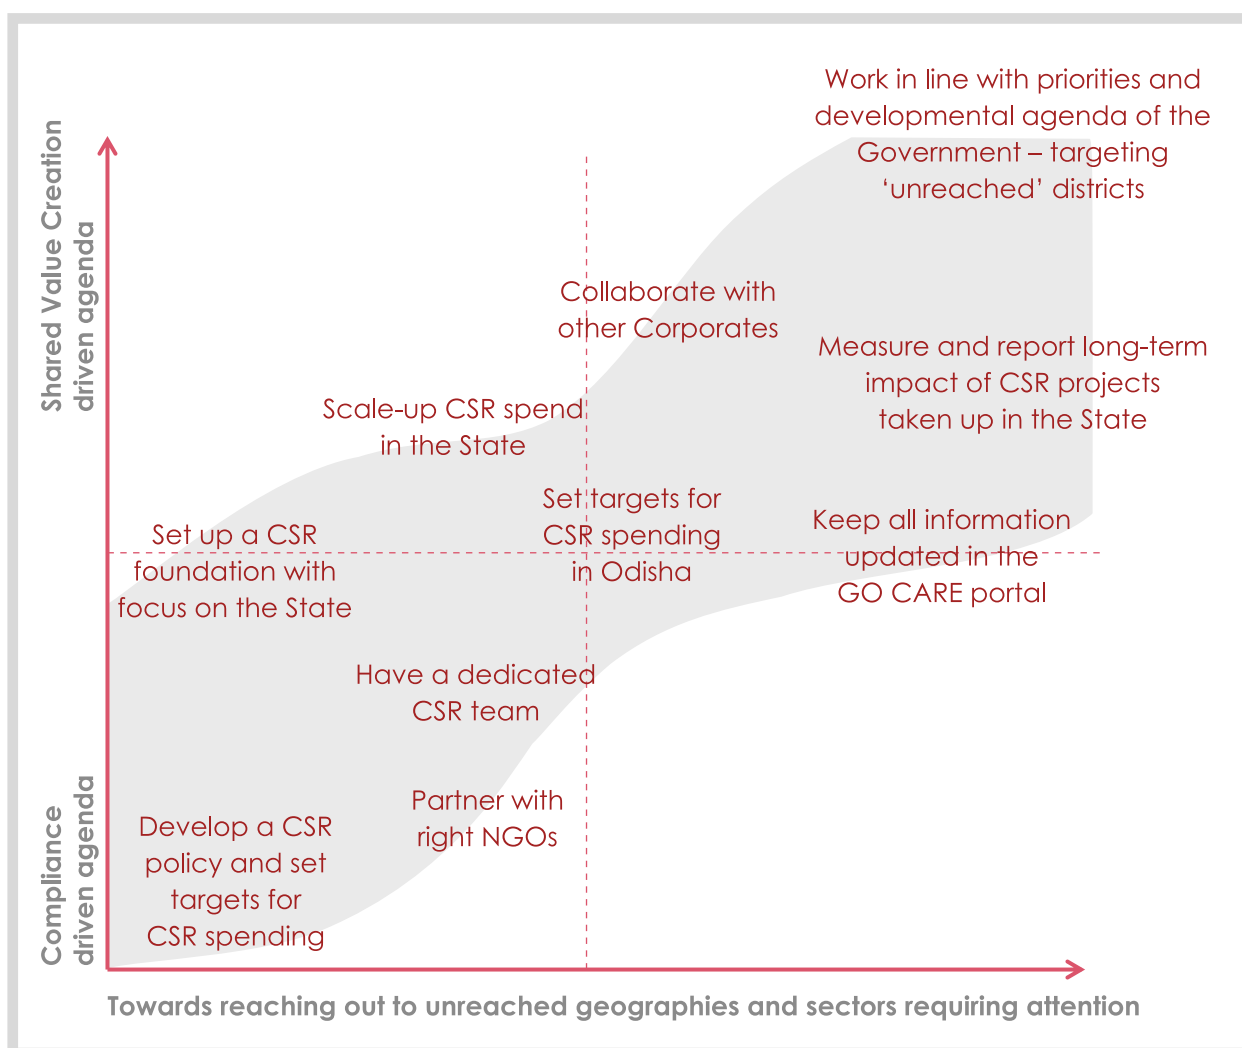 Work in line with priorities and
developmental agenda of the
Government – targeting
‘unreached’ districts
Shared Value Creation
driven agenda
Collaborate with
other Corporates
Measure and report long-term
impact of CSR projects
taken up in the State
Scale-up CSR spend
in the State
Set targets for
CSR spending
in Odisha
Keep all information
updated in the
GO CARE portal
Set up a CSR
foundation with
focus on the State
Have a dedicated
CSR team
Partner with
right NGOs
Develop a CSR
policy and set
targets for
CSR spending
Compliance
driven agenda
Towards reaching out to unreached geographies and sectors requiring attention